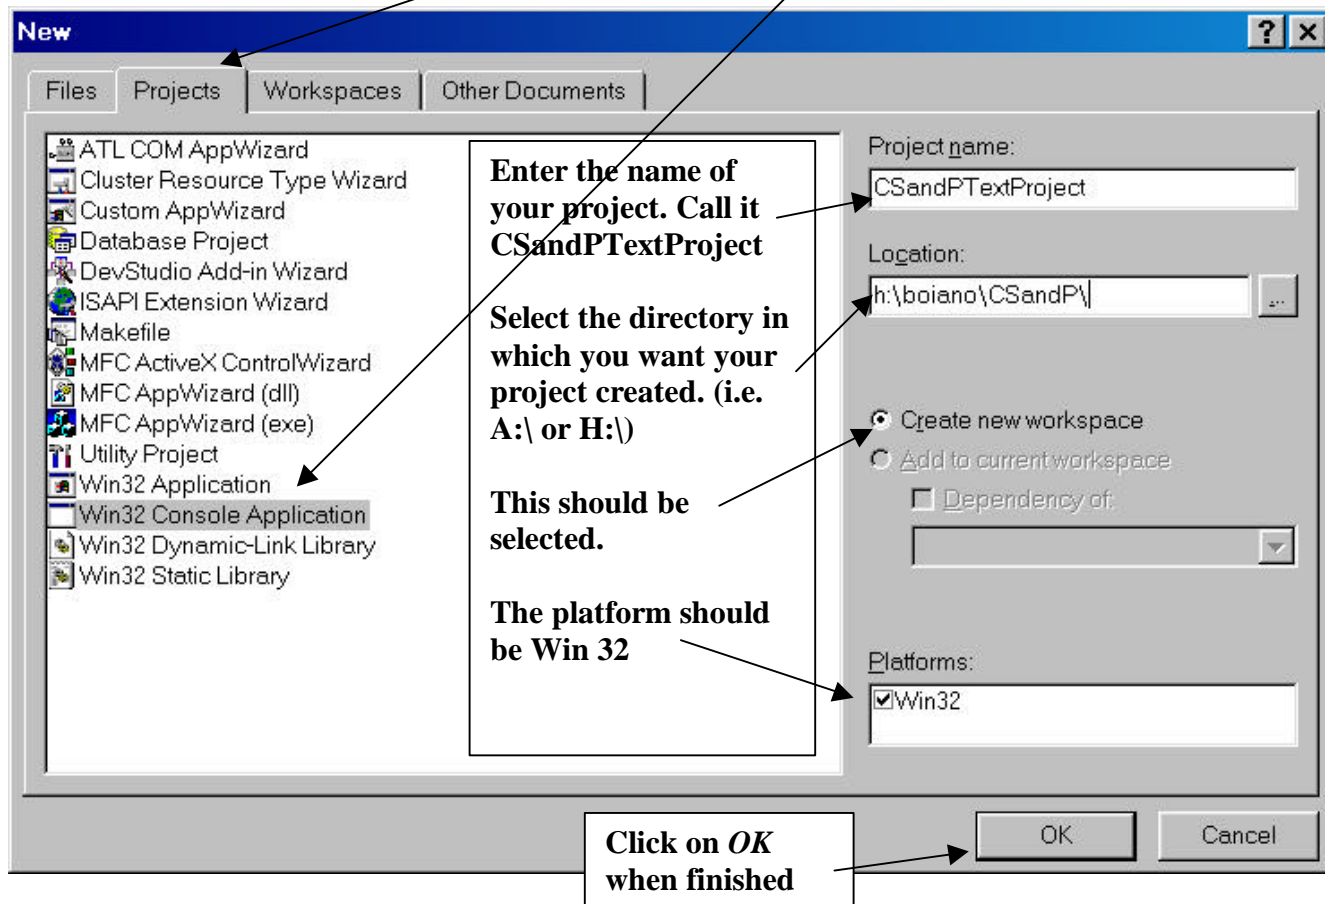 New
Files
Projects
Workspaces
Other Documents
ATL COM AppWizard
Cluster Resource Type Wizard
Custom AppWizard
Database Project
DevStudio Add-in Wizard
ISAPI Extension Wizard
Makefile
MFC ActiveX ControlWizard
MFC AppWizard (dll)
MFC AppWizard (exe)
Utility Project
Win32 Application
Win32 Console Application
Win32 Dynamic-Link Library
Win32 Static Library
Enter the name of
your project. Call it
CSandPTextProject
Select the directory in
which you want your
project created. (i.e.
A:\ or H:\)
This should be
selected.
The platform should
be Win 32
Project name:
CSandPTextProject
Location:
h:\boiano\CSandP\
...
Create new workspace
Add to current workspace
Dependency of:
Platforms:
Win32
Click on OK
when finished
OK
Cancel